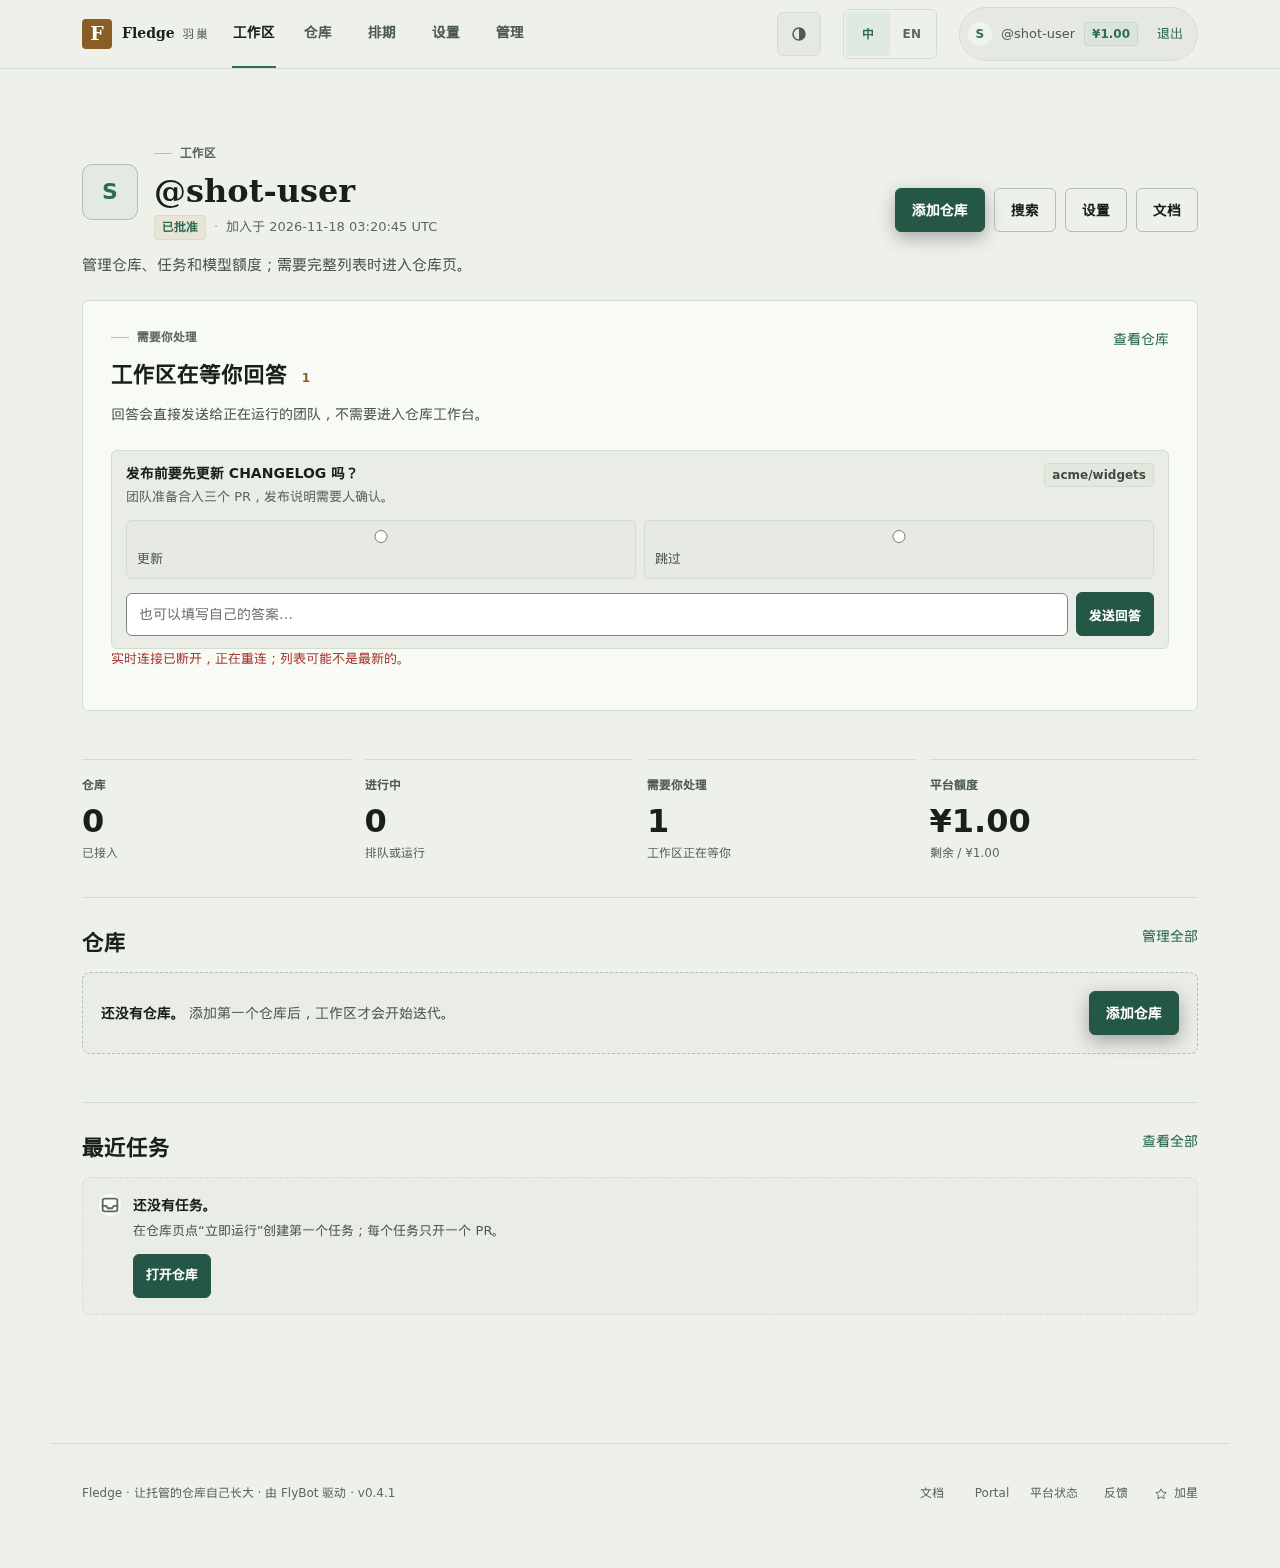 F Fledge 羽巢 工作区 仓库 排期 设置 管理 中 EN S @shot-user ¥1.00 退出
工作区
S
@shot-user
已批准 · 加入于 2026-11-18 03:20:45 UTC
添加仓库 搜索 设置 文档
管理仓库、任务和模型额度；需要完整列表时进入仓库页。
需要你处理 查看仓库
工作区在等你回答 1
回答会直接发送给正在运行的团队，不需要进入仓库工作台。
发布前要先更新 CHANGELOG 吗？ acme/widgets
团队准备合入三个 PR，发布说明需要人确认。
更新 跳过
也可以填写自己的答案… 发送回答
实时连接已断开，正在重连；列表可能不是最新的。
仓库 进行中 需要你处理 平台额度
0 0 1 ¥1.00
已接入 排队或运行 工作区正在等你 剩余 / ¥1.00
仓库 管理全部
还没有仓库。 添加第一个仓库后，工作区才会开始迭代。 添加仓库
最近任务 查看全部
还没有任务。
在仓库页点“立即运行”创建第一个任务；每个任务只开一个 PR。
打开仓库
Fledge · 让托管的仓库自己长大 · 由 FlyBot 驱动 · v0.4.1 文档 Portal 平台状态 反馈 加星